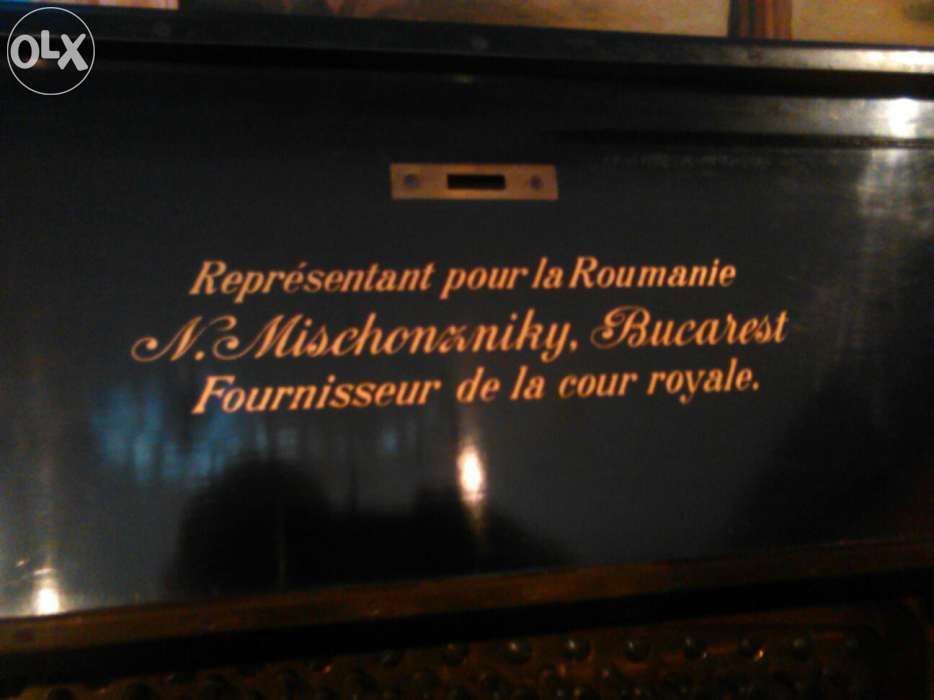 OLX
Représentant pour la Roumanie
N. Mischonzniky, Bucarest
Fournisseur de la cour royale.